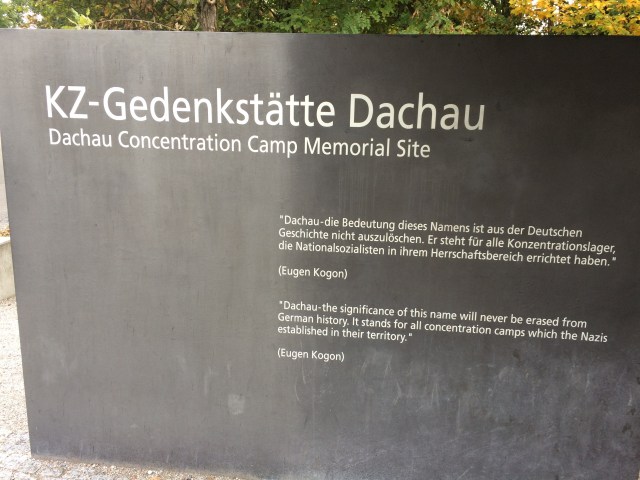 KZ-Gedenkstätte Dachau
Dachau Concentration Camp Memorial Site
"Dachau-die Bedeutung dieses Namens ist aus der Deutschen
Geschichte nicht auszulöschen. Er steht für alle Konzentrationslager,
die Nationalsozialisten in ihrem Herrschaftsbereich errichtet haben."
(Eugen Kogon)
"Dachau-the significance of this name will never be erased from
German history. It stands for all concentration camps which the Nazis
established in their territory."
(Eugen Kogon)